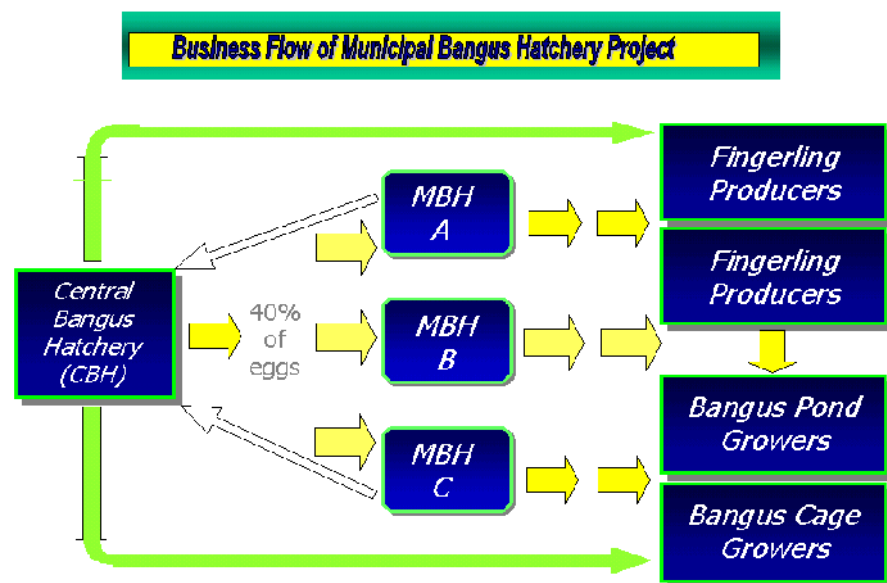 Business Flow of Municipal Bangus Hatchery Project
Fingerling
Producers
MBH
A
Fingerling
Producers
Central
Bangus
Hatchery
(CBH)
40%
of
eggs
MBH
B
Bangus Pond
Growers
MBH
C
Bangus Cage
Growers